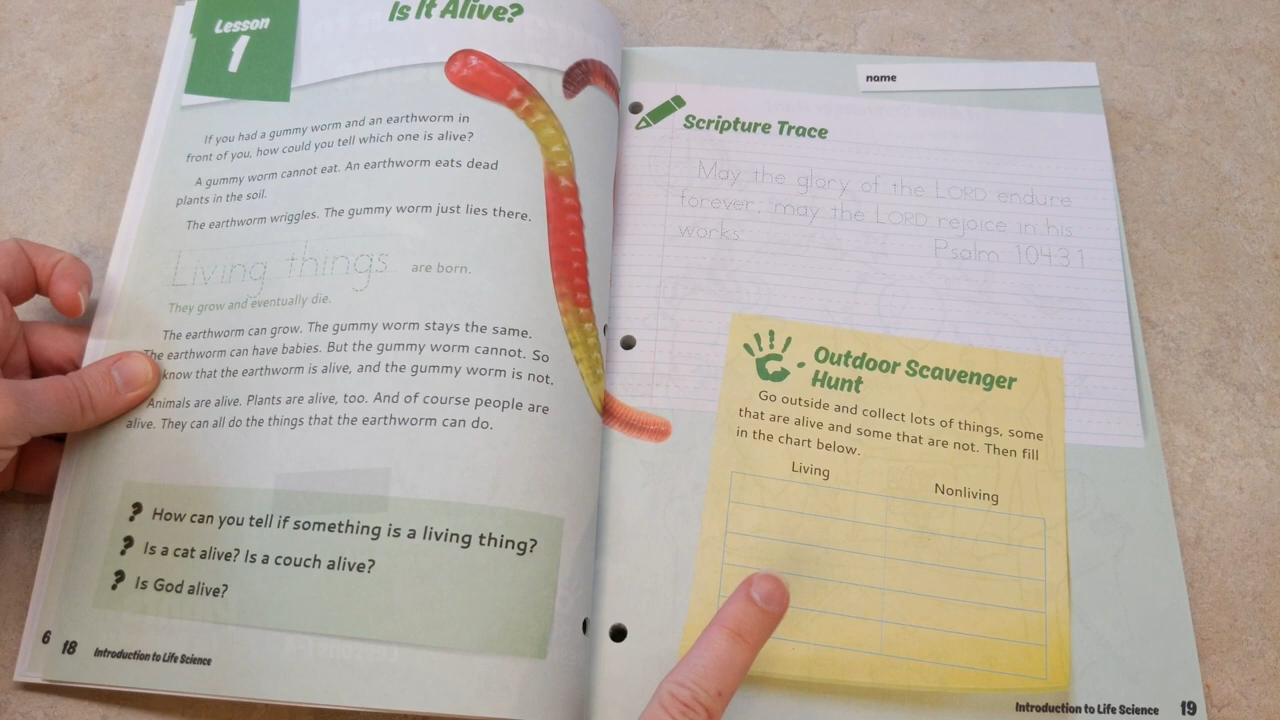 Lesson
1
Is It Alive?
If you had a gummy worm and an earthworm in
front of you, how could you tell which one is alive?
A gummy worm cannot eat. An earthworm eats dead
plants in the soil.
The earthworm wriggles. The gummy worm just lies there.
Living things are born.
They grow and eventually die.
The earthworm can grow. The gummy worm stays the same.
The earthworm can have babies. But the gummy worm cannot. So
know that the earthworm is alive, and the gummy worm is not.
Animals are alive. Plants are alive, too. And of course people are
alive. They can all do the things that the earthworm can do.
? How can you tell if something is a living thing?
? Is a cat alive? Is a couch alive?
? Is God alive?
6 18 Introduction to Life Science
name
Scripture Trace
May the glory of the LORD endure
forever; may the LORD rejoice in his
works
Psalm 104:31
Outdoor Scavenger
Hunt
Go outside and collect lots of things, some
that are alive and some that are not. Then fill
in the chart below.
Living Nonliving
Introduction to Life Science 19